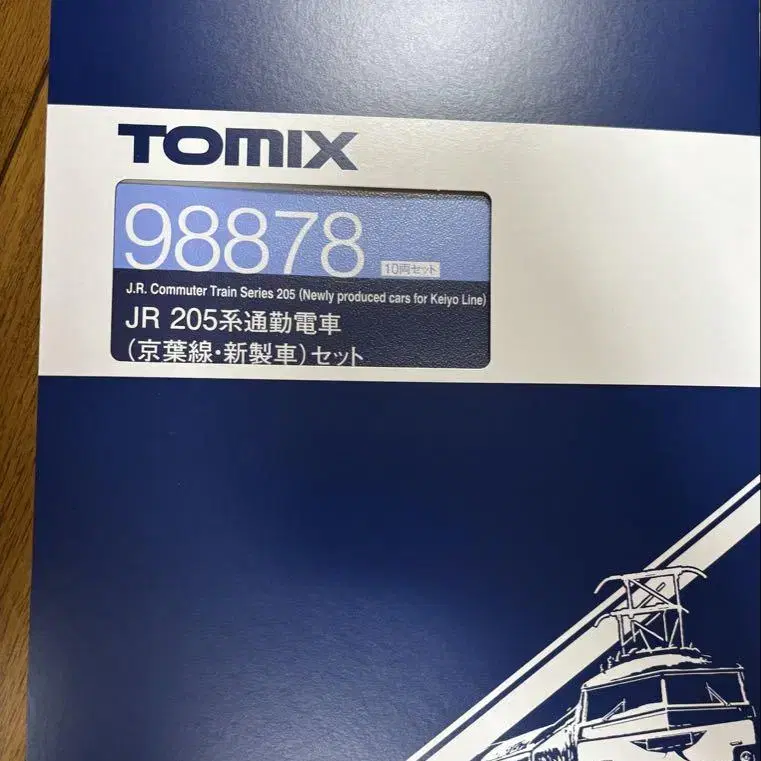 TOMIX
98878 10両セット
J.R. Commuter Train Series 205 (Newly produced cars for Keiyo Line)
JR 205系通勤電車
(京葉線・新製車)セット